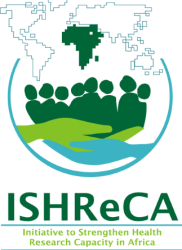 ISHReCA
Initiative to Strengthen Health
Research Capacity in Africa